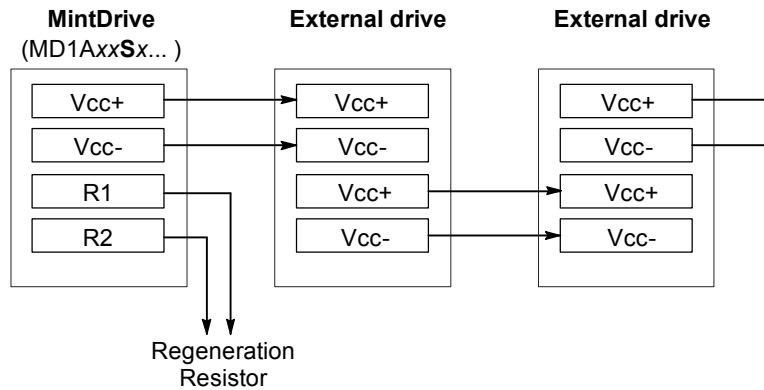 MintDrive
(MD1AxxSx... )
Vcc+
Vcc-
R1
R2
Regeneration
Resistor
External drive
Vcc+
Vcc-
Vcc+
Vcc-
External drive
Vcc+
Vcc-
Vcc+
Vcc-